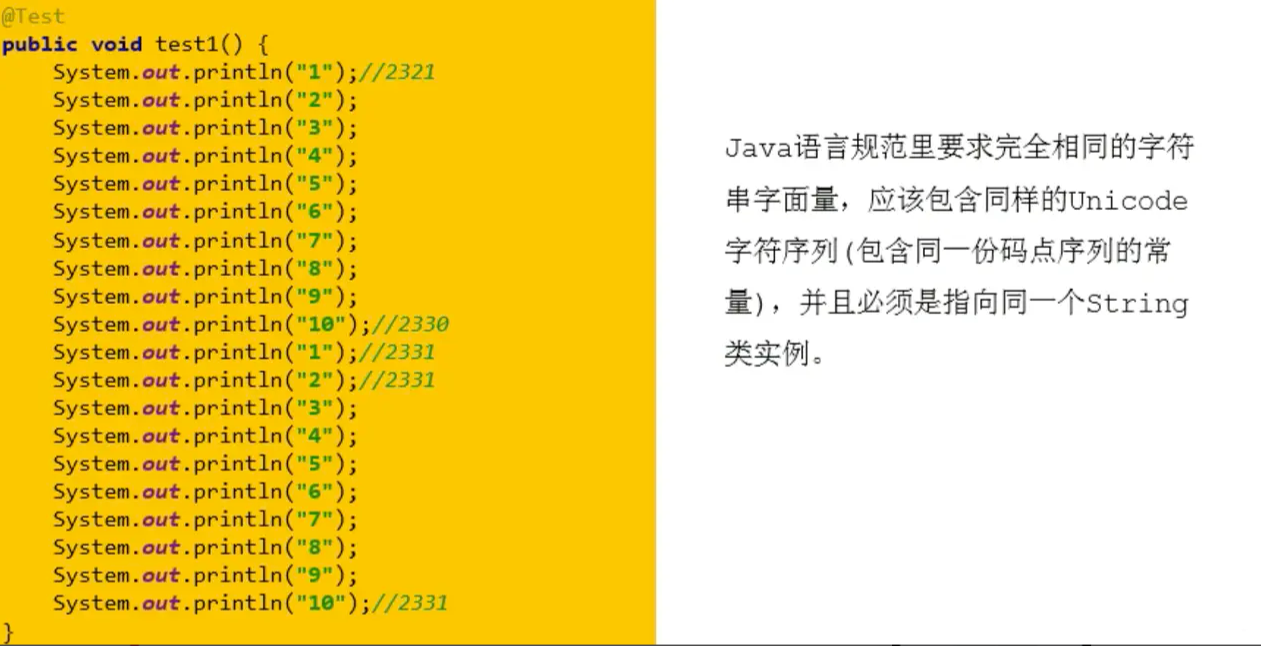 @Test
public void test1() {
System.out.println("1");//2321
System.out.println("2");
System.out.println("3");
System.out.println("4");
System.out.println("5");
System.out.println("6");
System.out.println("7");
System.out.println("8");
System.out.println("9");
System.out.println("10");//2330
System.out.println("1");//2331
System.out.println("2");//2331
System.out.println("3");
System.out.println("4");
System.out.println("5");
System.out.println("6");
System.out.println("7");
System.out.println("8");
System.out.println("9");
System.out.println("10");//2331
}
Java语言规范里要求完全相同的字符
串字面量，应该包含同样的Unicode
字符序列(包含同一份码点序列的常
量)，并且必须是指向同一个String
类实例。